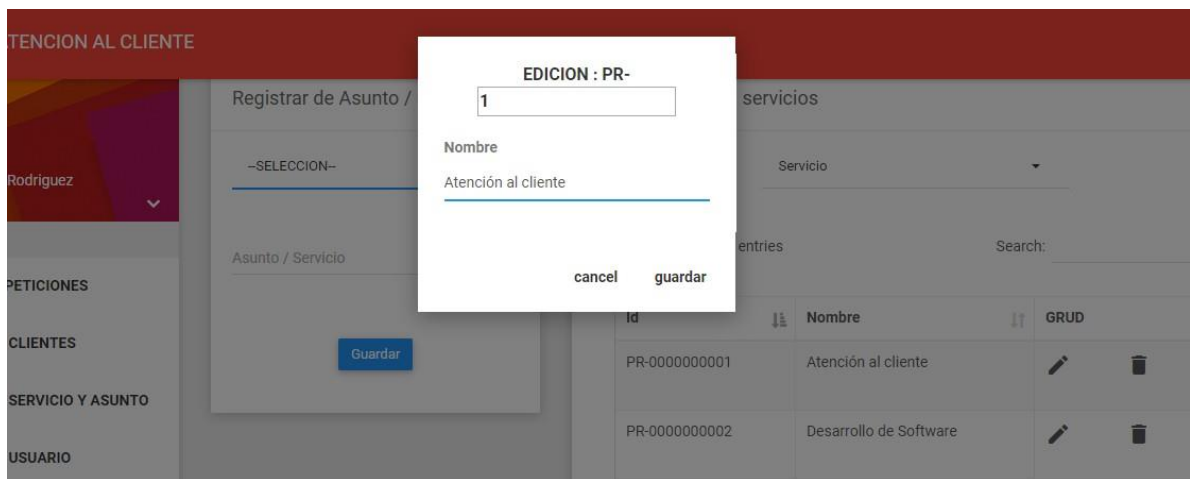 TENCION AL CLIENTE
Rodriguez
PETICIONES
CLIENTES
SERVICIO Y ASUNTO
USUARIO
Registrar de Asunto /
--SELECCION--
Asunto / Servicio
Guardar
EDICION : PR-
1
Nombre
Atención al cliente
cancel guardar
servicios
Servicio
entries Search:
Id Nombre GRUD
PR-0000000001 Atención al cliente
PR-0000000002 Desarrollo de Software